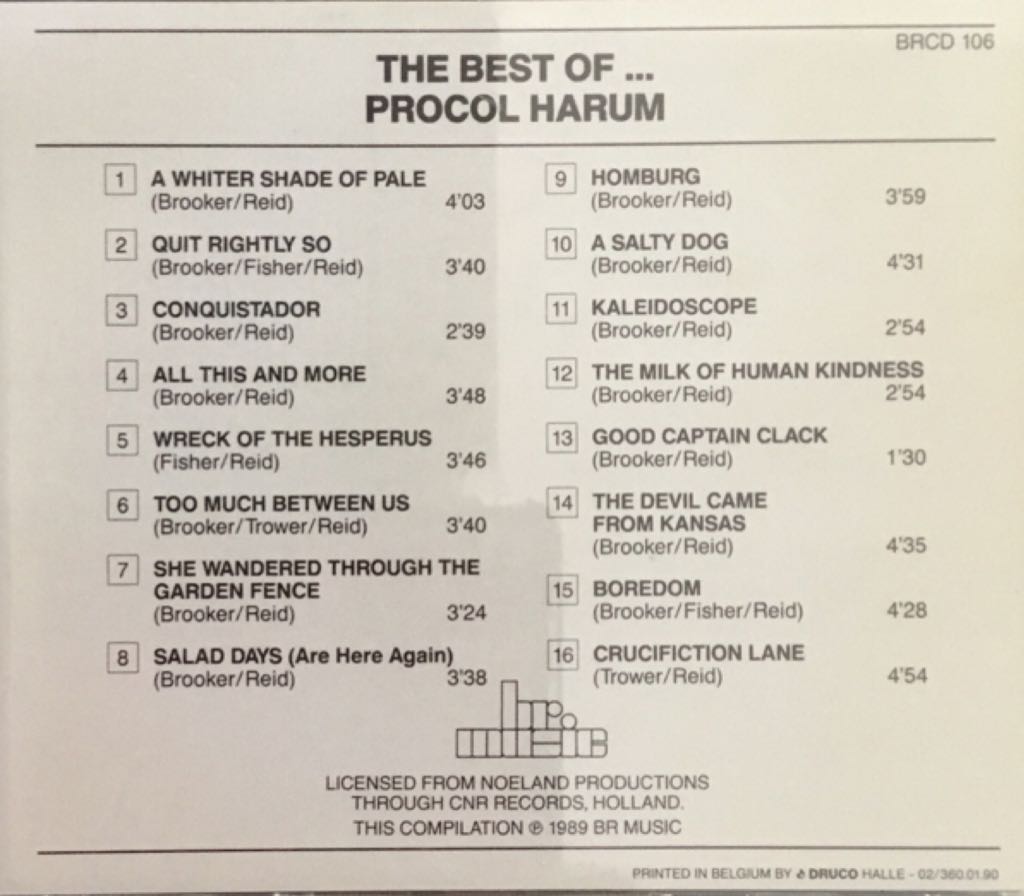 BRCD 106
THE BEST OF ...
PROCOL HARUM
1 A WHITER SHADE OF PALE
(Brooker/Reid) 4'03
2 QUIT RIGHTLY SO
(Brooker/Fisher/Reid) 3'40
3 CONQUISTADOR
(Brooker/Reid) 2'39
4 ALL THIS AND MORE
(Brooker/Reid) 3'48
5 WRECK OF THE HESPERUS
(Fisher/Reid) 3'46
6 TOO MUCH BETWEEN US
(Brooker/Trower/Reid) 3'40
7 SHE WANDERED THROUGH THE
GARDEN FENCE
(Brooker/Reid) 3'24
8 SALAD DAYS (Are Here Again)
(Brooker/Reid) 3'38
9 HOMBURG
(Brooker/Reid) 3'59
10 A SALTY DOG
(Brooker/Reid) 4'31
11 KALEIDOSCOPE
(Brooker/Reid) 2'54
12 THE MILK OF HUMAN KINDNESS
(Brooker/Reid) 2'54
13 GOOD CAPTAIN CLACK
(Brooker/Reid) 1'30
14 THE DEVIL CAME
FROM KANSAS
(Brooker/Reid) 4'35
15 BOREDOM
(Brooker/Fisher/Reid) 4'28
16 CRUCIFICTION LANE
(Trower/Reid) 4'54
LICENSED FROM NOELAND PRODUCTIONS
THROUGH CNR RECORDS, HOLLAND.
THIS COMPILATION ℗ 1989 BR MUSIC
PRINTED IN BELGIUM BY DRUCO HALLE - 02/360.01.90